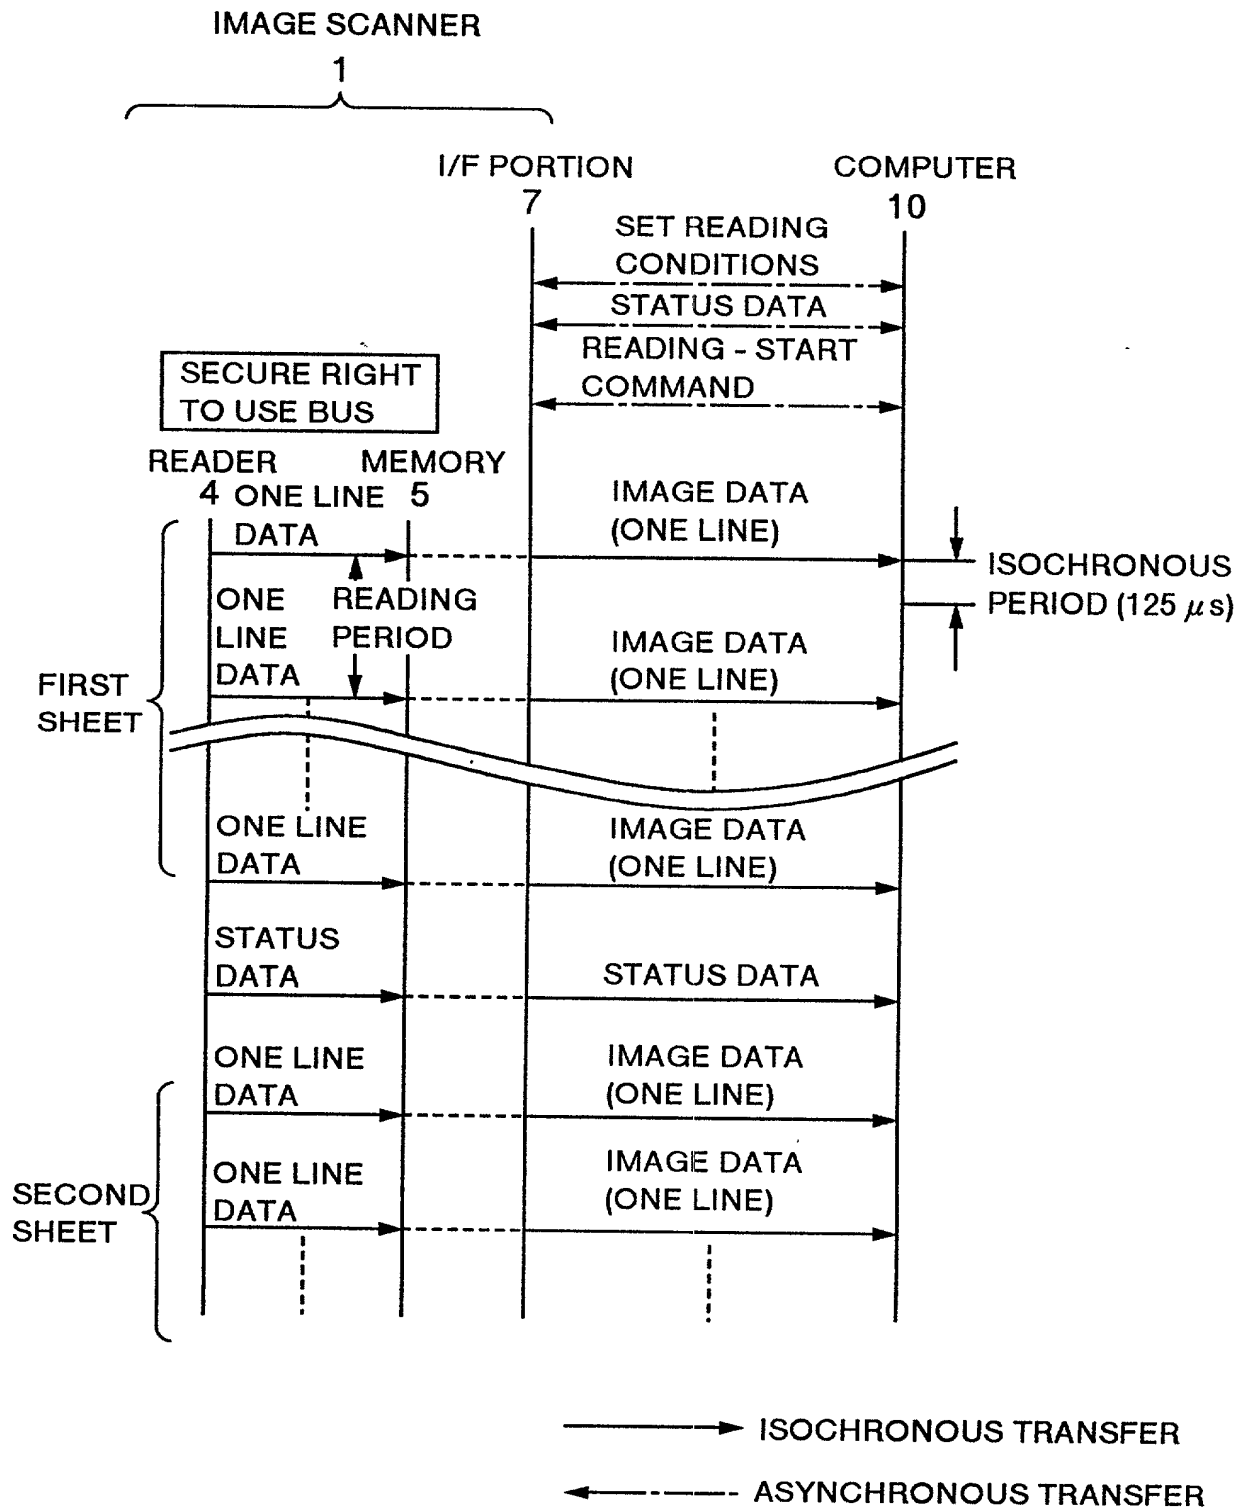 IMAGE SCANNER
1
I/F PORTION
7
COMPUTER
10
SET READING
CONDITIONS
STATUS DATA
READING - START
COMMAND
SECURE RIGHT
TO USE BUS
READER
4
MEMORY
5
ONE LINE
DATA
IMAGE DATA
(ONE LINE)
ISOCHRONOUS
PERIOD (125 μs)
ONE
LINE
DATA
READING
PERIOD
IMAGE DATA
(ONE LINE)
FIRST
SHEET
ONE LINE
DATA
IMAGE DATA
(ONE LINE)
STATUS
DATA
STATUS DATA
ONE LINE
DATA
IMAGE DATA
(ONE LINE)
ONE LINE
DATA
IMAGE DATA
(ONE LINE)
SECOND
SHEET
ISOCHRONOUS TRANSFER
ASYNCHRONOUS TRANSFER